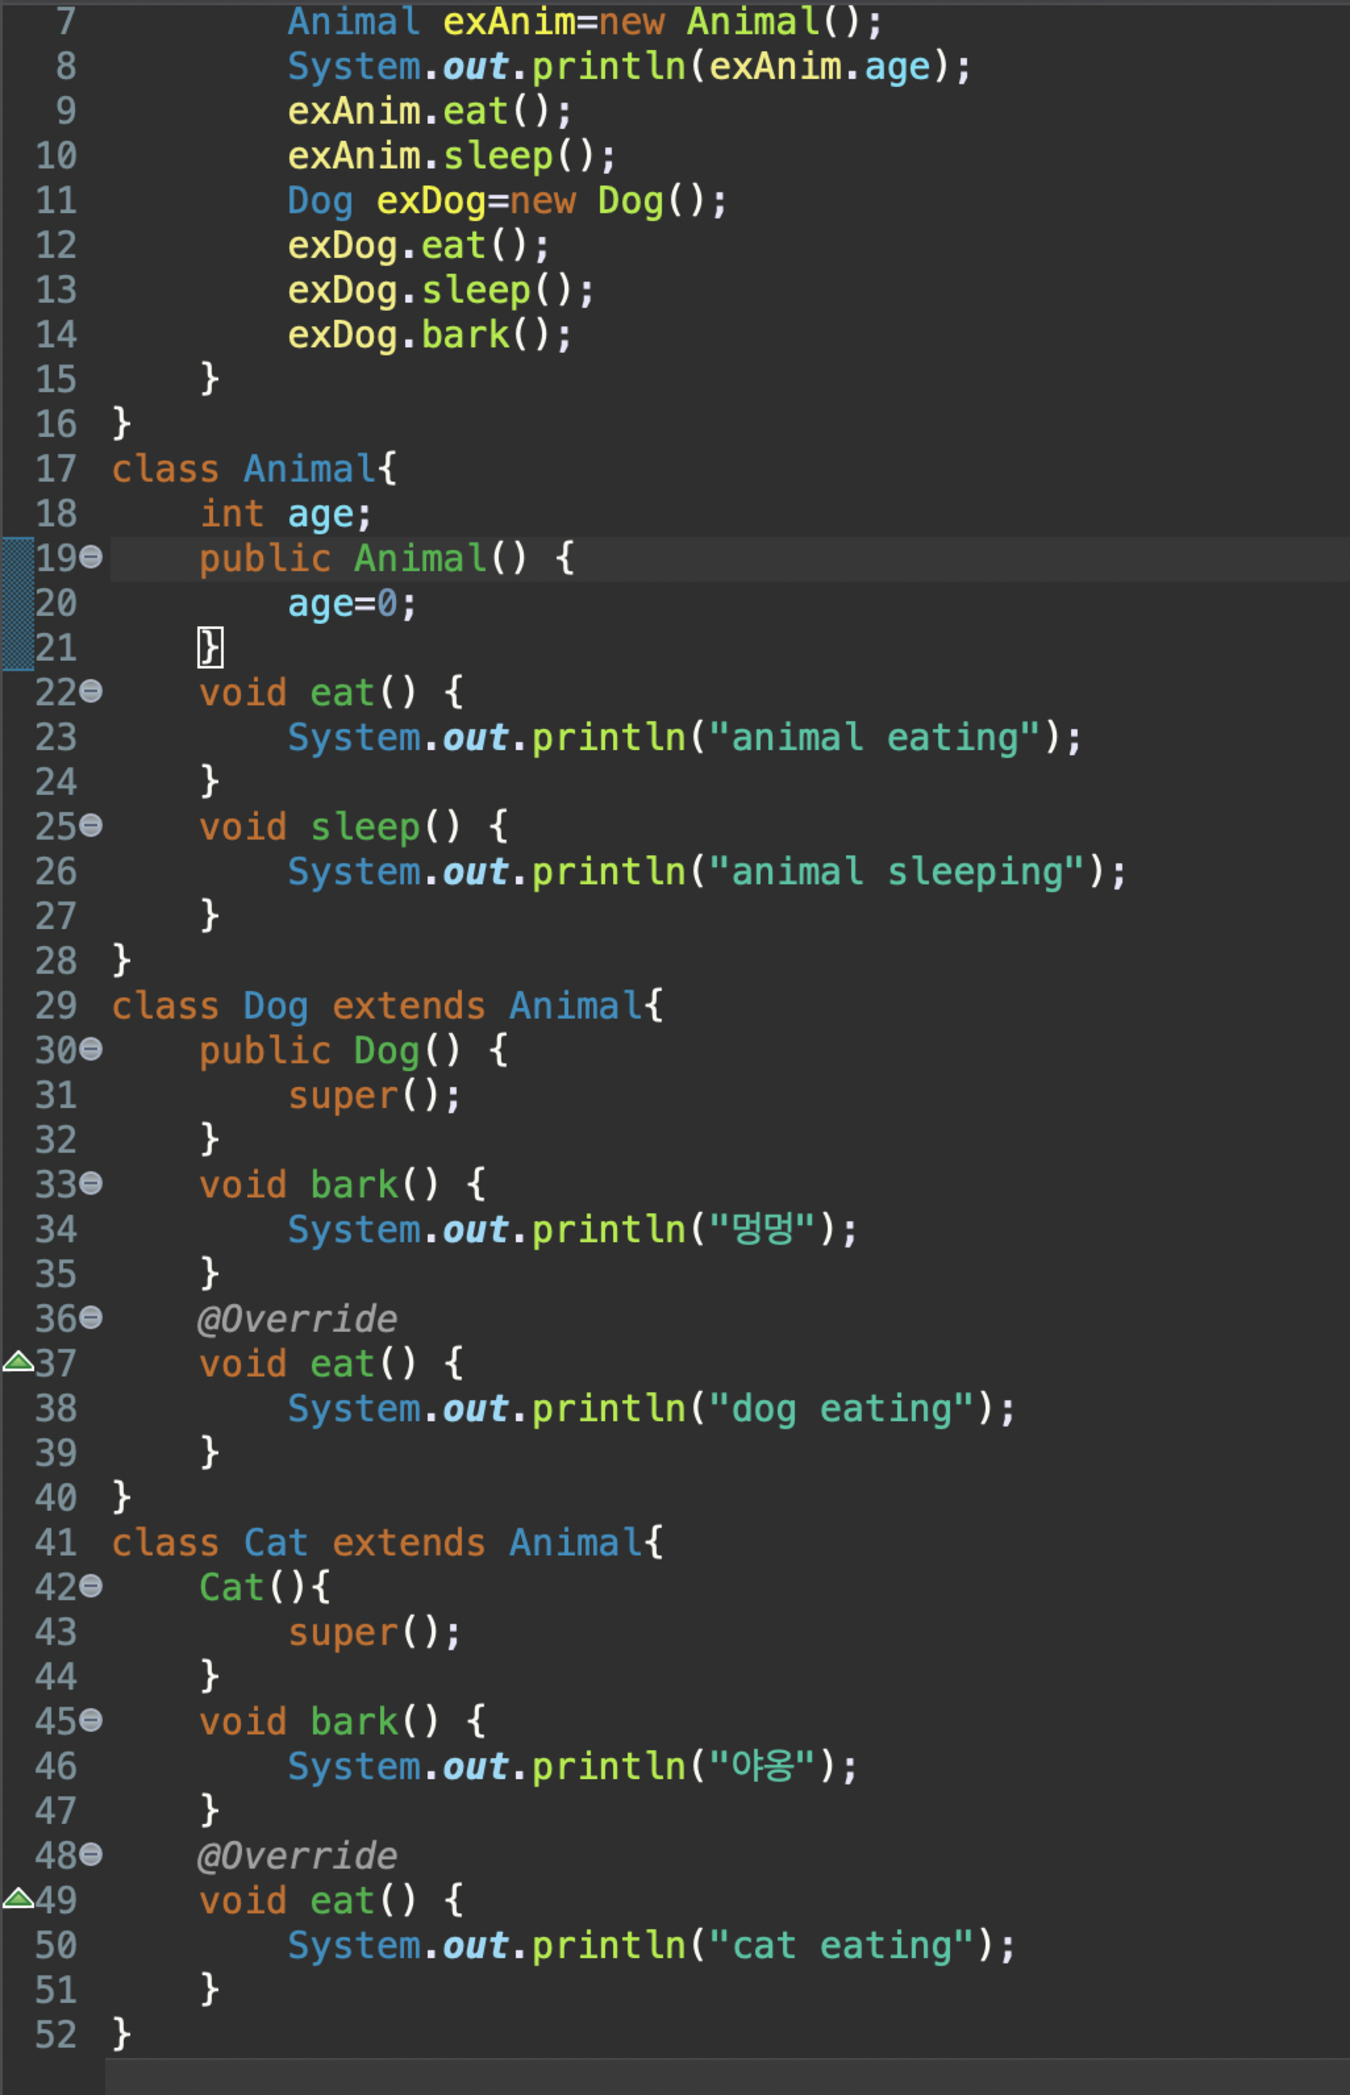 7 Animal exAnim=new Animal();
8 System.out.println(exAnim.age);
9 exAnim.eat();
10 exAnim.sleep();
11 Dog exDog=new Dog();
12 exDog.eat();
13 exDog.sleep();
14 exDog.bark();
15 }
16 }
17 class Animal{
18 int age;
19 public Animal() {
20 age=0;
21 }
22 void eat() {
23 System.out.println("animal eating");
24 }
25 void sleep() {
26 System.out.println("animal sleeping");
27 }
28 }
29 class Dog extends Animal{
30 public Dog() {
31 super();
32 }
33 void bark() {
34 System.out.println("멍멍");
35 }
36 @Override
37 void eat() {
38 System.out.println("dog eating");
39 }
40 }
41 class Cat extends Animal{
42 Cat(){
43 super();
44 }
45 void bark() {
46 System.out.println("야옹");
47 }
48 @Override
49 void eat() {
50 System.out.println("cat eating");
51 }
52 }